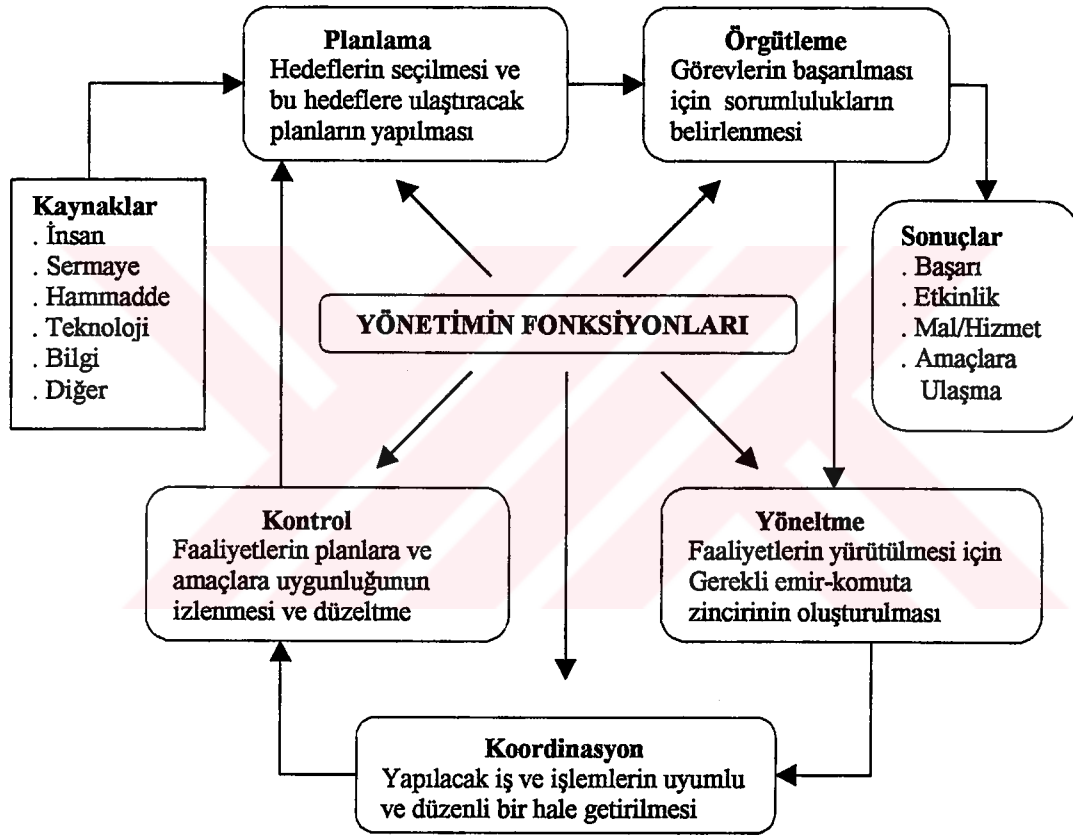 Planlama
Hedeflerin seçilmesi ve
bu hedeflere ulaştıracak
planların yapılması
Örgütleme
Görevlerin başarılması
için sorumlulukların
belirlenmesi
Kaynaklar
. İnsan
. Sermaye
. Hammadde
. Teknoloji
. Bilgi
. Diğer
Sonuçlar
. Başarı
. Etkinlik
. Mal/Hizmet
. Amaçlara
Ulaşma
YÖNETİMİN FONKSİYONLARI
Kontrol
Faaliyetlerin planlara ve
amaçlara uygunluğunun
izlenmesi ve düzeltme
Yöneltme
Faaliyetlerin yürütülmesi için
Gerekli emir-komuta
zincirinin oluşturulması
Koordinasyon
Yapılacak iş ve işlemlerin uyumlu
ve düzenli bir hale getirilmesi